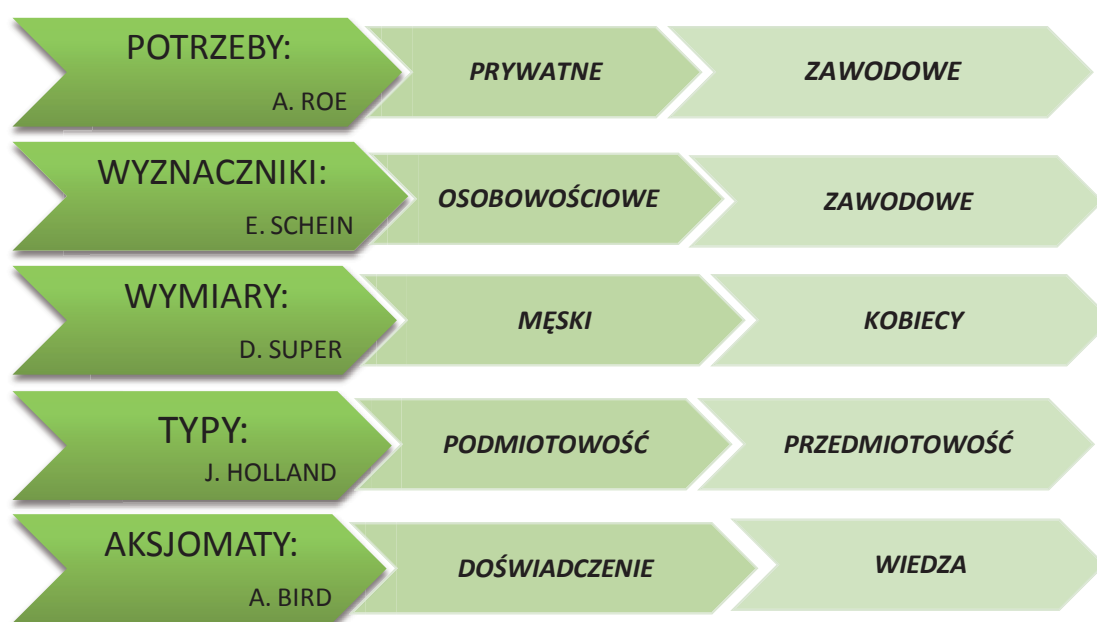 POTRZEBY:
A. ROE
PRYWATNE
ZAWODOWE
WYZNACZNIKI:
E. SCHEIN
OSOBOWOŚCIOWE
ZAWODOWE
WYMIARY:
D. SUPER
MĘSKI
KOBIECY
TYPY:
J. HOLLAND
PODMIOTOWOŚĆ
PRZEDMIOTOWOŚĆ
AKSJOMATY:
A. BIRD
DOŚWIADCZENIE
WIEDZA